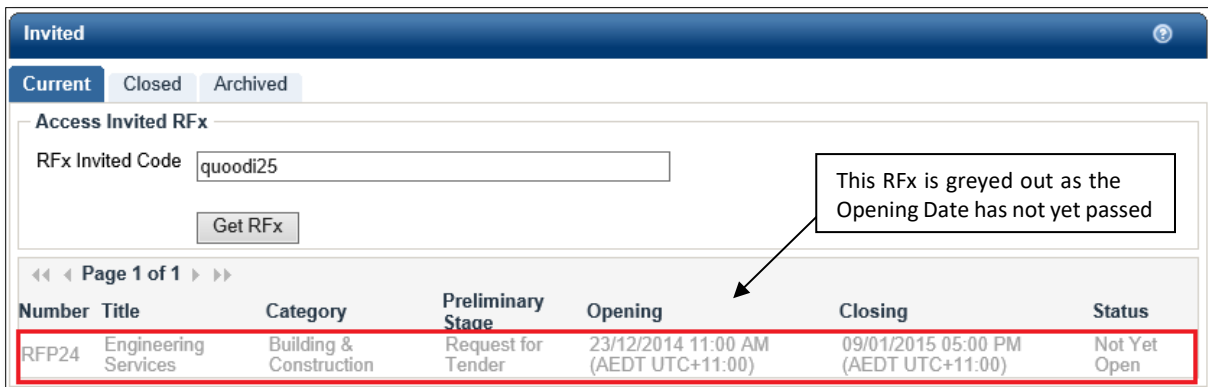 Invited
Current Closed Archived
Access Invited RFx
RFx Invited Code quoodi25
This RFx is greyed out as the
Opening Date has not yet passed
Get RFx
Page 1 of 1
Number Title Category Preliminary Stage Opening Closing Status
RFP24 Engineering Services Building & Construction Request for Tender 23/12/2014 11:00 AM (AEDT UTC+11:00) 09/01/2015 05:00 PM (AEDT UTC+11:00) Not Yet Open